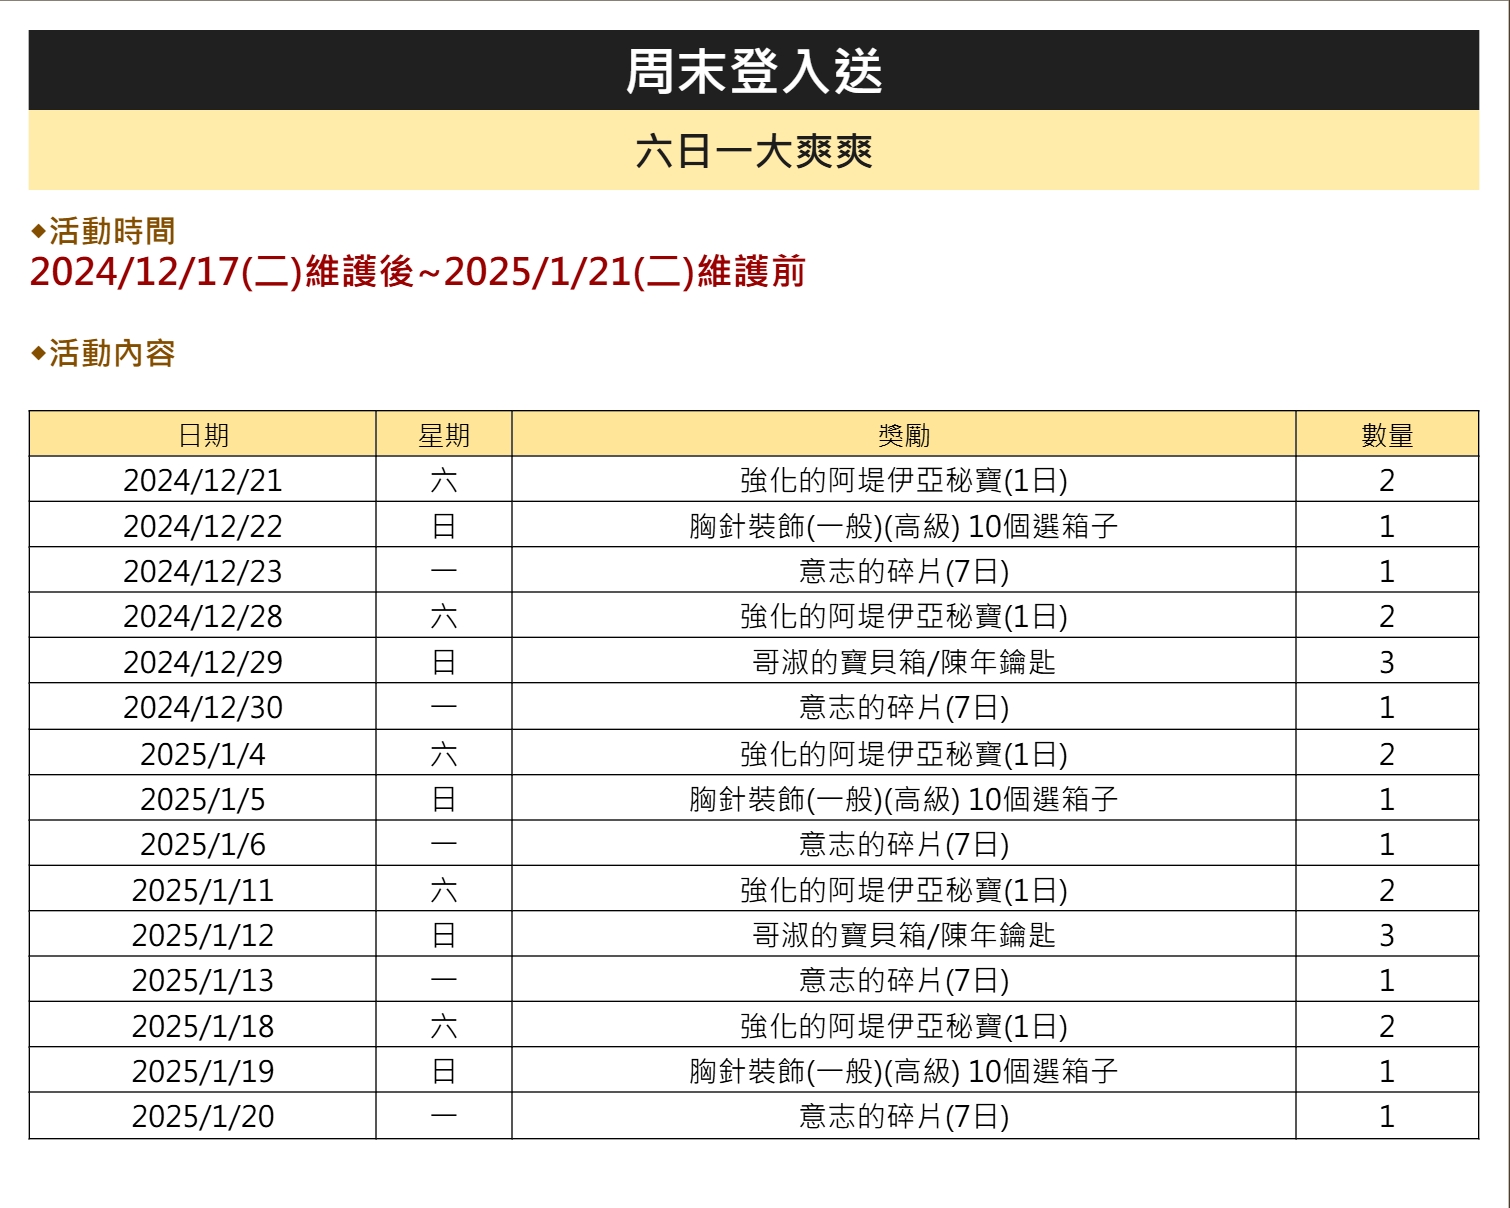 周末登入送
六日一大爽爽
◆活動時間
2024/12/17(二)維護後~2025/1/21(二)維護前
◆活動內容
日期 星期 獎勵 數量
2024/12/21 六 強化的阿堤伊亞秘寶(1日) 2
2024/12/22 日 胸針裝飾(一般)(高級) 10個選箱子 1
2024/12/23 一 意志的碎片(7日) 1
2024/12/28 六 強化的阿堤伊亞秘寶(1日) 2
2024/12/29 日 哥淑的寶貝箱/陳年鑰匙 3
2024/12/30 一 意志的碎片(7日) 1
2025/1/4 六 強化的阿堤伊亞秘寶(1日) 2
2025/1/5 日 胸針裝飾(一般)(高級) 10個選箱子 1
2025/1/6 一 意志的碎片(7日) 1
2025/1/11 六 強化的阿堤伊亞秘寶(1日) 2
2025/1/12 日 哥淑的寶貝箱/陳年鑰匙 3
2025/1/13 一 意志的碎片(7日) 1
2025/1/18 六 強化的阿堤伊亞秘寶(1日) 2
2025/1/19 日 胸針裝飾(一般)(高級) 10個選箱子 1
2025/1/20 一 意志的碎片(7日) 1